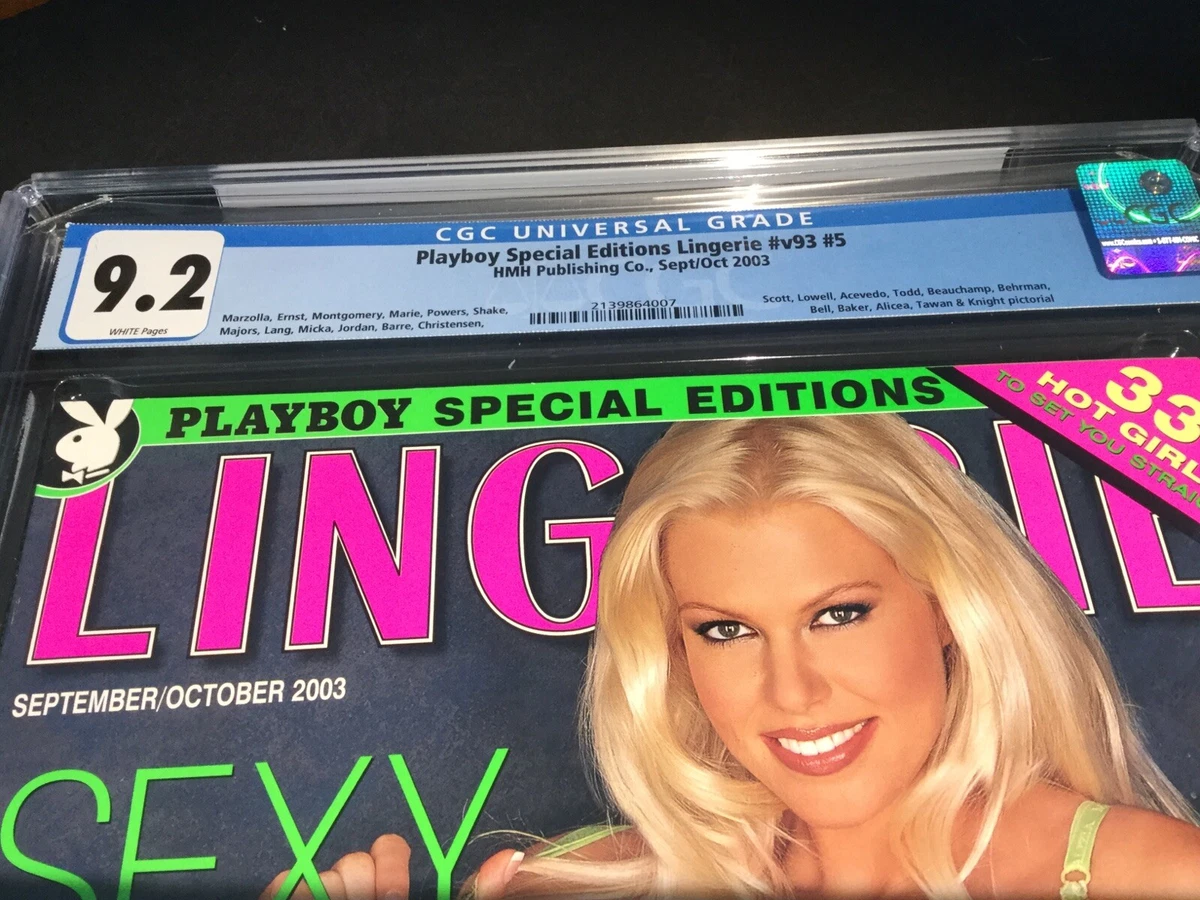 CGC UNIVERSAL GRADE
Playboy Special Editions Lingerie #v93 #5
HMH Publishing Co., Sept/Oct 2003
9.2
WHITE Pages
Marzolla, Ernst, Montgomery, Marie, Powers, Shake,
Majors, Lang, Micka, Jordan, Barre, Christensen,
2139864007
Scott, Lowell, Acevedo, Todd, Beauchamp, Behrman,
Bell, Baker, Alicea, Tawan & Knight pictorial
CGC
PLAYBOY SPECIAL EDITIONS
33
HOT GIRL
TO SET YOU STRAI
LING
SEPTEMBER/OCTOBER 2003
SEXY